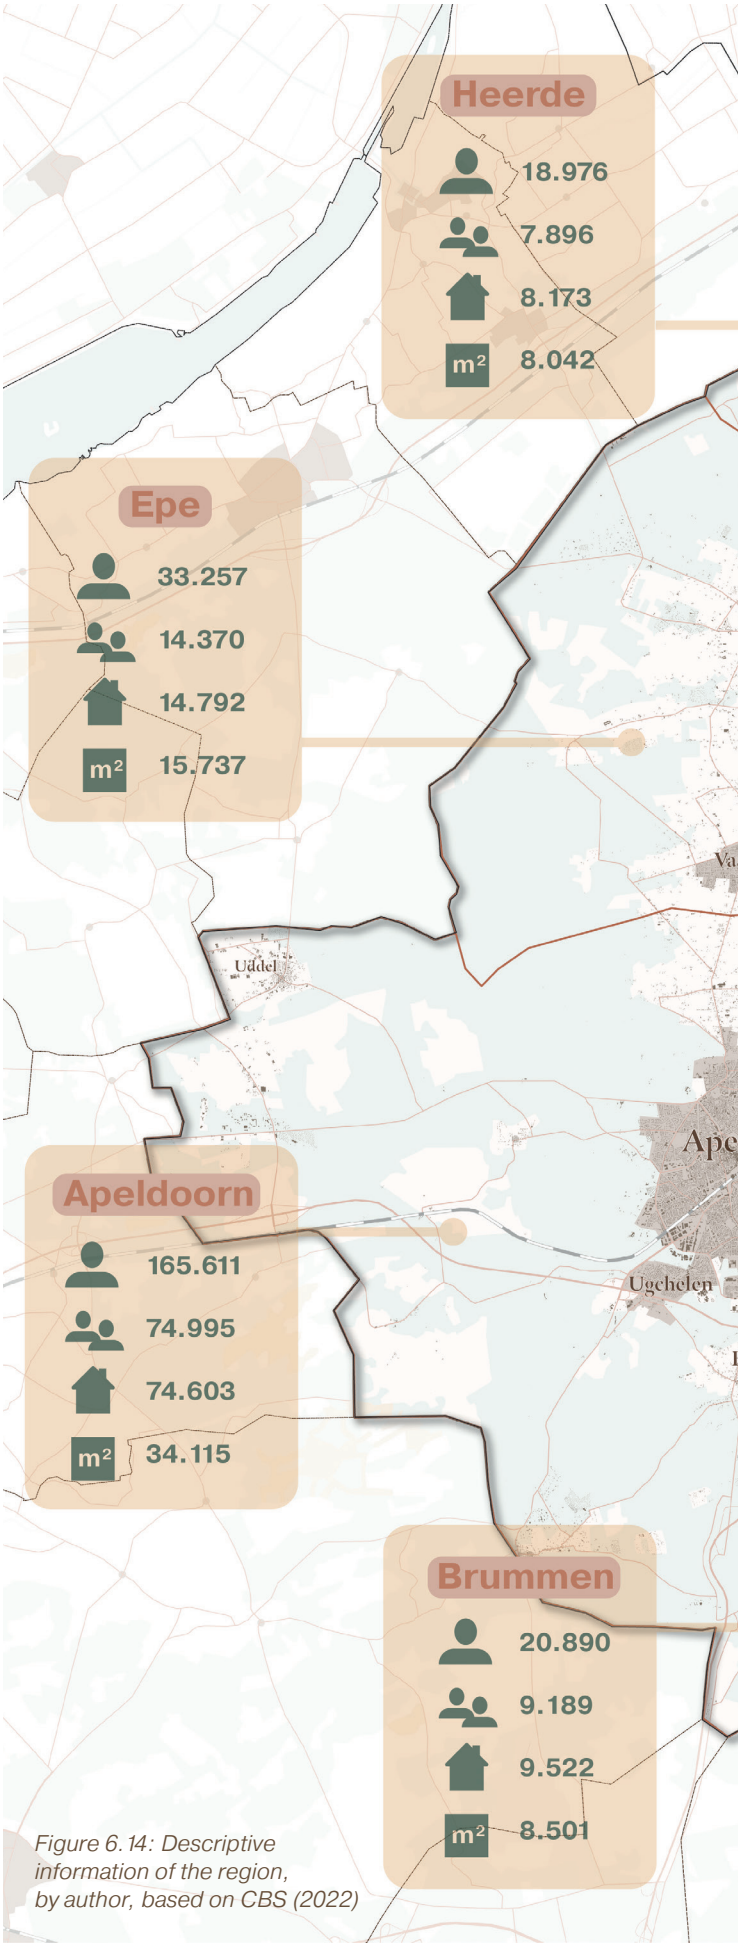 Heerde
18.976
7.896
8.173
m² 8.042
Epe
33.257
14.370
14.792
m² 15.737
Uddel
Apeldoorn
165.611
74.995
74.603
m² 34.115
Ugchelen
Brummen
20.890
9.189
9.522
m² 8.501
Figure 6.14: Descriptive
information of the region,
by author, based on CBS (2022)